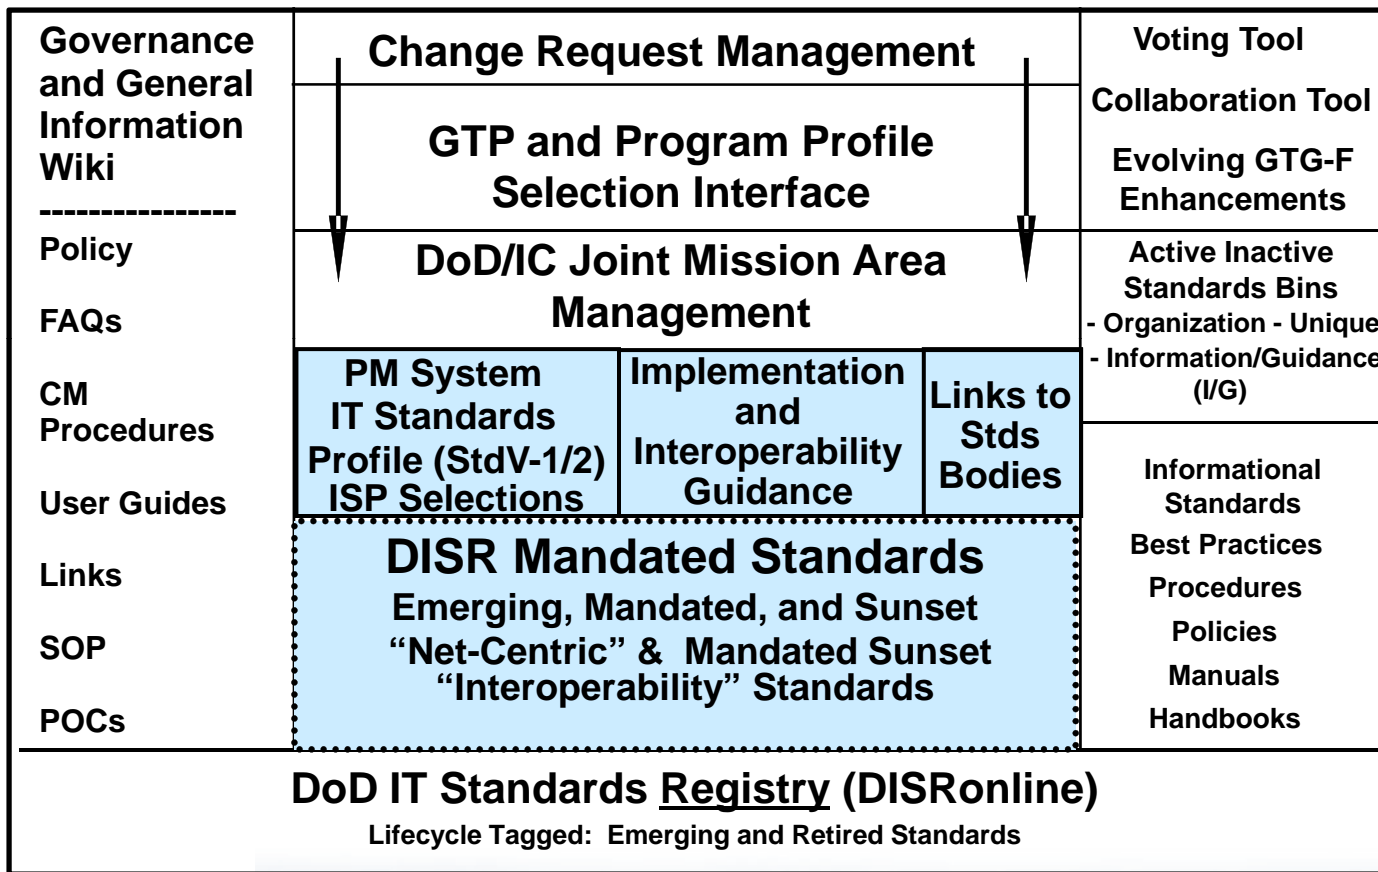 Governance
and General
Information
Wiki
----------------
Policy
FAQs
CM
Procedures
User Guides
Links
SOP
POCs
Change Request Management
GTP and Program Profile
Selection Interface
DoD/IC Joint Mission Area
Management
PM System
IT Standards
Profile (StdV-1/2)
ISP Selections
Implementation
and
Interoperability
Guidance
Links to
Stds
Bodies
DISR Mandated Standards
Emerging, Mandated, and Sunset
“Net-Centric” & Mandated Sunset
“Interoperability” Standards
Voting Tool
Collaboration Tool
Evolving GTG-F
Enhancements
Active Inactive
Standards Bins
- Organization - Unique
- Information/Guidance
(I/G)
Informational
Standards
Best Practices
Procedures
Policies
Manuals
Handbooks
DoD IT Standards Registry (DISRonline)
Lifecycle Tagged: Emerging and Retired Standards